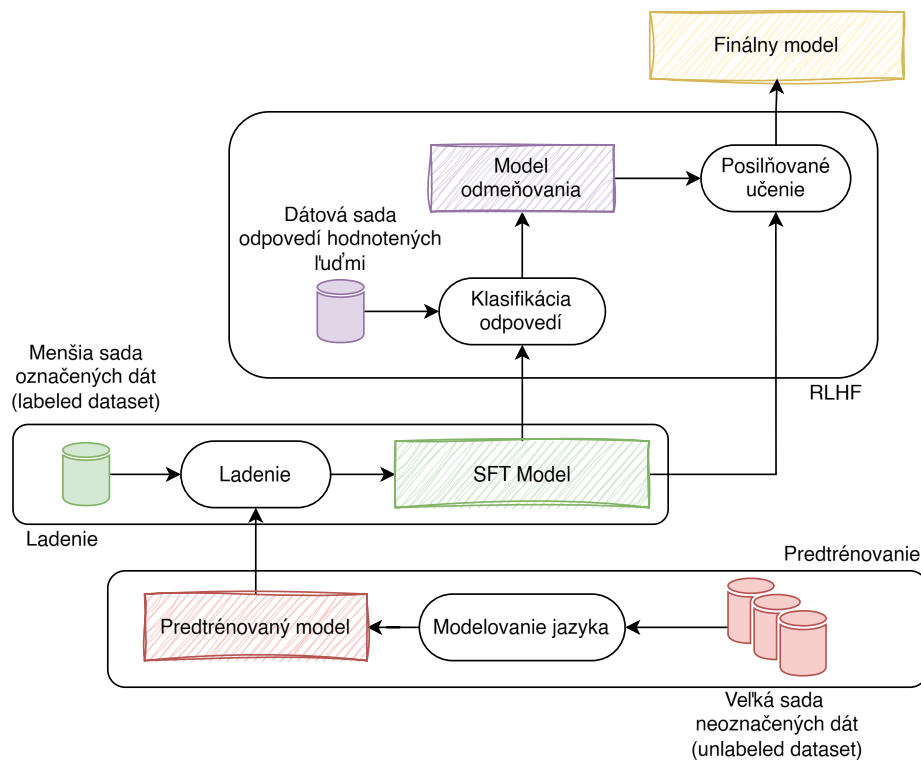 Finálny model
Model
odmeňovania
Posilňované
učenie
Dátová sada
odpovedí hodnotených
ľuďmi
Klasifikácia
odpovedí
RLHF
Menšia sada
označených dát
(labeled dataset)
Ladenie
SFT Model
Ladenie
Predtrénovanie
Predtrénovaný model
Modelovanie jazyka
Veľká sada
neoznačených dát
(unlabeled dataset)